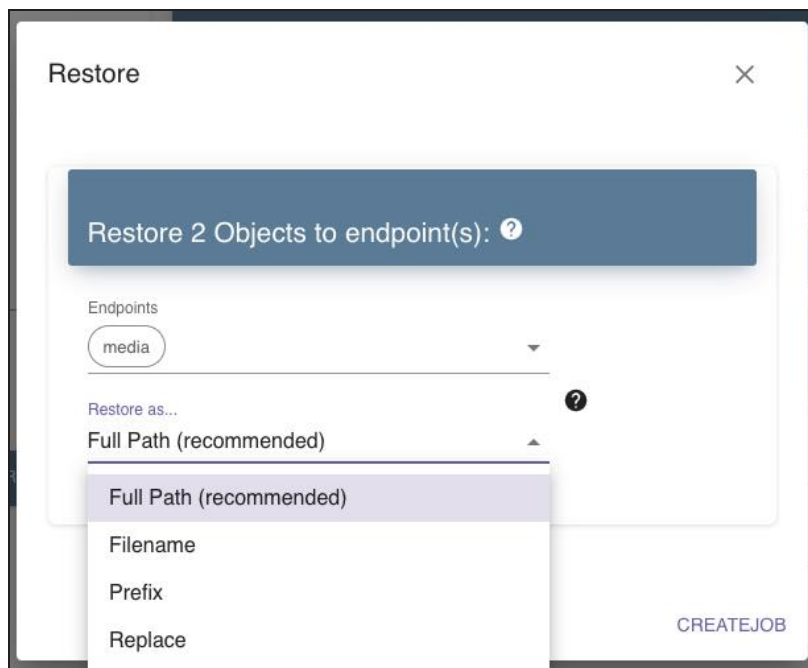 Restore
Restore 2 Objects to endpoint(s): ?
Endpoints
media
Restore as...
?
Full Path (recommended)
Full Path (recommended)
Filename
Prefix
Replace
CREATEJOB